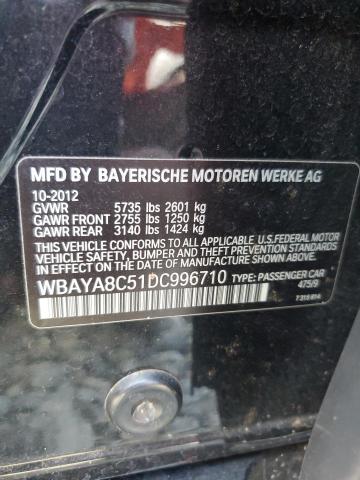 MFD BY BAYERISCHE MOTOREN WERKE AG
10-2012
GVWR 5735 lbs 2601 kg
GAWR FRONT 2755 lbs 1250 kg
GAWR REAR 3140 lbs 1424 kg
THIS VEHICLE CONFORMS TO ALL APPLICABLE U.S.FEDERAL MOTOR
VEHICLE SAFETY, BUMPER, AND THEFT PREVENTION STANDARDS
IN EFFECT ON THE DATE OF MANUFACTURE SHOWN ABOVE.
WBAYA8C51DC996710 TYPE: PASSENGER CAR
475/9